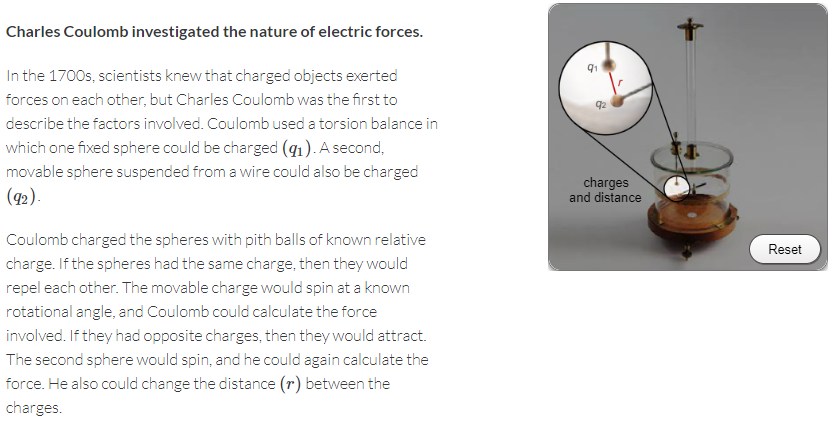 Charles Coulomb investigated the nature of electric forces.
In the 1700s, scientists knew that charged objects exerted
forces on each other, but Charles Coulomb was the first to
describe the factors involved. Coulomb used a torsion balance in
which one fixed sphere could be charged (q₁). A second,
movable sphere suspended from a wire could also be charged
(q₂).
Coulomb charged the spheres with pith balls of known relative
charge. If the spheres had the same charge, then they would
repel each other. The movable charge would spin at a known
rotational angle, and Coulomb could calculate the force
involved. If they had opposite charges, then they would attract.
The second sphere would spin, and he could again calculate the
force. He also could change the distance (r) between the
charges.
q₁
r
q₂
charges
and distance
Reset